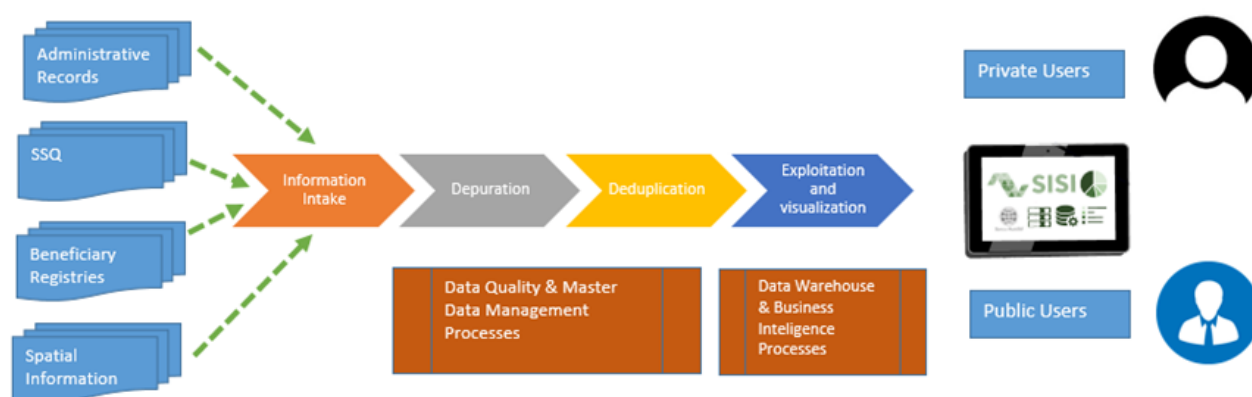 Administrative
Records
SSQ
Beneficiary
Registries
Spatial
Information
Information
Intake
Depuration
Deduplication
Exploitation
and
visualization
Data Quality & Master
Data Management
Processes
Data Warehouse
& Business
Inteligence
Processes
Private Users
SISI
Public Users